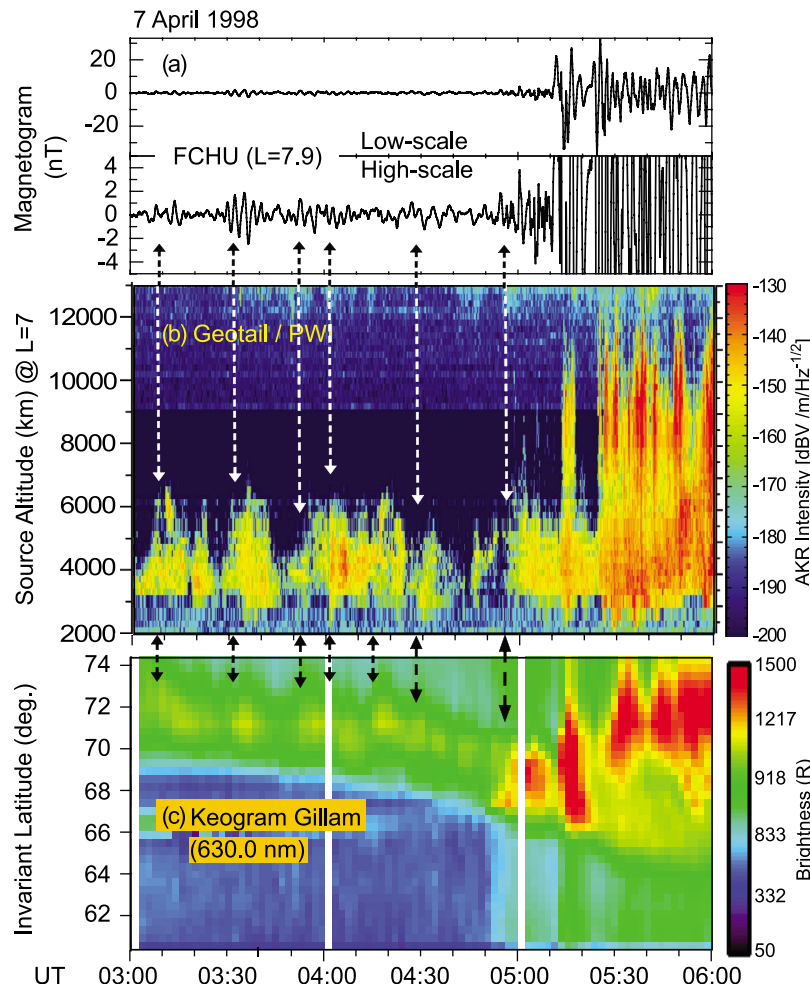 7 April 1998
(a)
20
0
-20
Magnetogram
(nT)
FCHU (L=7.9)
Low-scale
High-scale
4
2
0
-2
-4
(b) Geotail / PWI
12000
10000
8000
6000
4000
2000
Source Altitude (km) @ L=7
-130
-140
-150
-160
-170
-180
-190
-200
AKR Intensity [dBV /m/Hz-1/2]
74
72
70
68
66
64
62
Invariant Latitude (deg.)
(c) Keogram Gillam
(630.0 nm)
1500
1217
918
833
332
50
Brightness (R)
UT 03:00 03:30 04:00 04:30 05:00 05:30 06:00